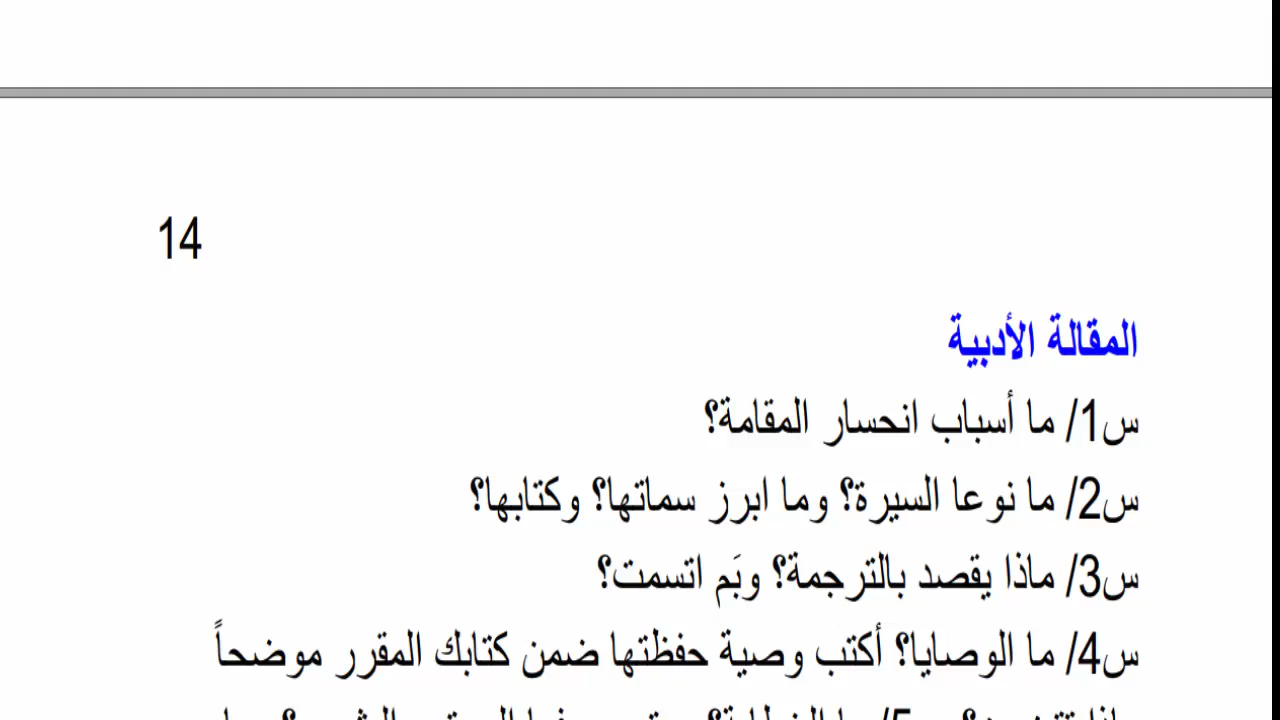 14
المقالة الأدبية
س1/ ما أسباب انحسار المقامة؟
س2/ ما نوعا السيرة؟ وما ابرز سماتها؟ وكتابها؟
س3/ ماذا يقصد بالترجمة؟ وبَم اتسمت؟
س4/ ما الوصايا؟ أكتب وصية حفظتها ضمن كتابك المقرر موضحاً